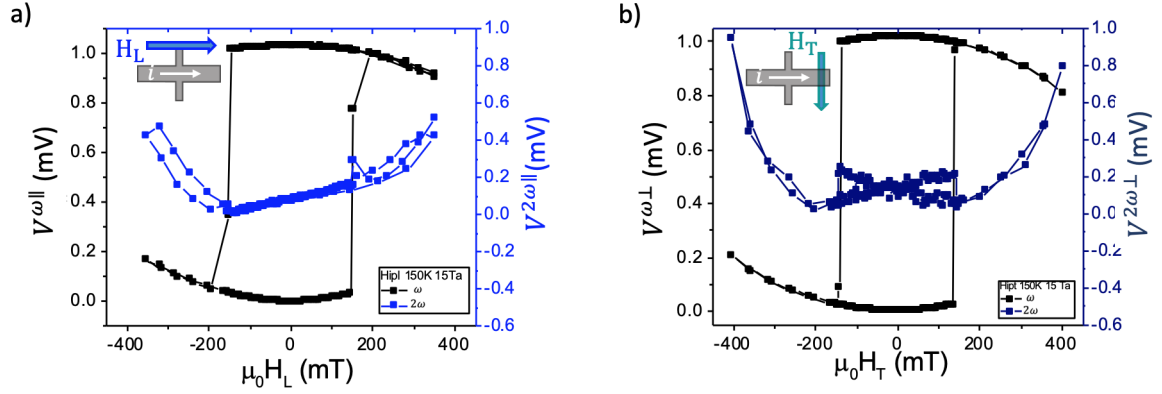 a)
H_L
i
1.0
0.8
0.6
0.4
0.2
0.0
1.0
0.8
0.6
0.4
0.2
0.0
0.2
0.4
0.6
V^{ω||} (mV)
V^{2ω||}(mV)
Hipl 150K 15Ta
ω
2ω
-400
-200
0
200
400
μ₀H_L (mT)
b)
H_T
i
1.0
0.8
0.6
0.4
0.2
0.0
1.0
0.8
0.6
0.4
0.2
0.0
-0.2
-0.4
-0.6
V^{ω⊥} (mV)
V^{2ω⊥} (mV)
Hipl 150K 15 Ta
ω
2ω
-400
-200
0
200
400
μ₀H_T (mT)